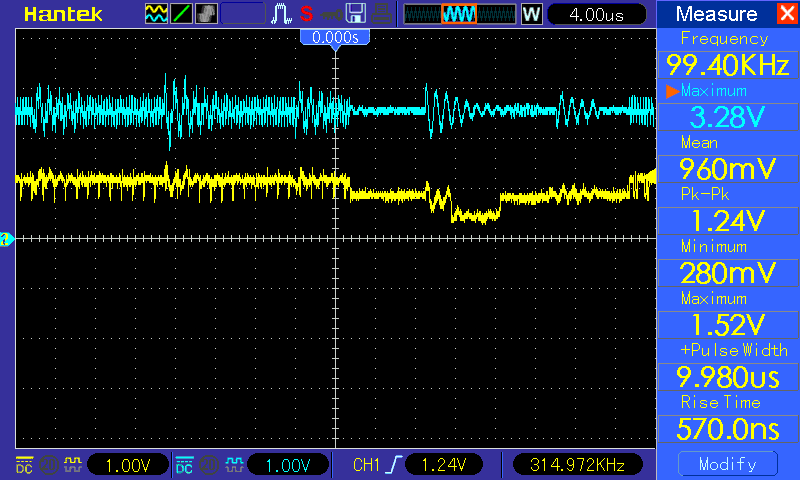 Hantek S W 4.00us Measure
0.000s
Frequency
99.40KHz
Maximum
3.28V
Mean
960mV
Pk-Pk
1.24V
Minimum
280mV
Maximum
1.52V
+Pulse Width
9.980us
Rise Time
570.0ns
DC 20 1.00V DC 20 1.00V CH1 1.24V 314.972KHz Modify